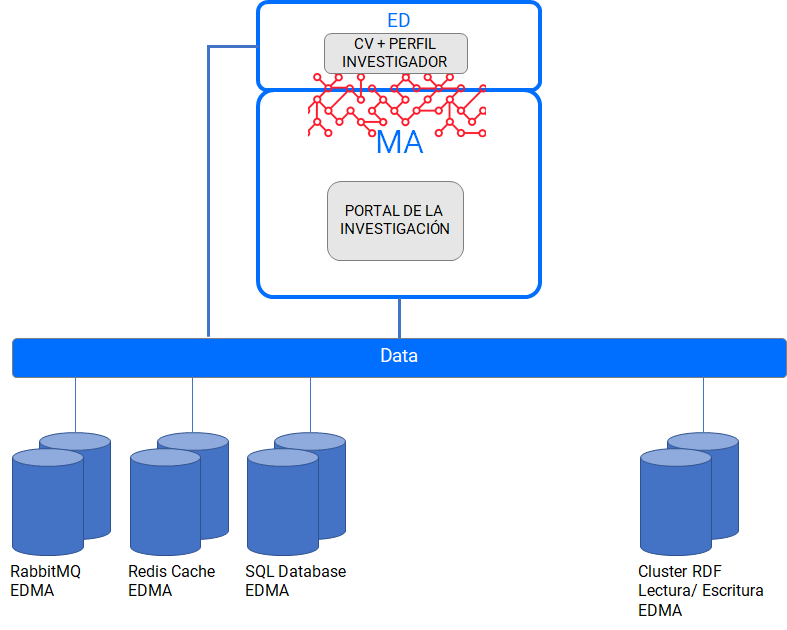 ED
CV + PERFIL
INVESTIGADOR
MA
PORTAL DE LA
INVESTIGACIÓN
Data
RabbitMQ
EDMA
Redis Cache
EDMA
SQL Database
EDMA
Cluster RDF
Lectura/ Escritura
EDMA